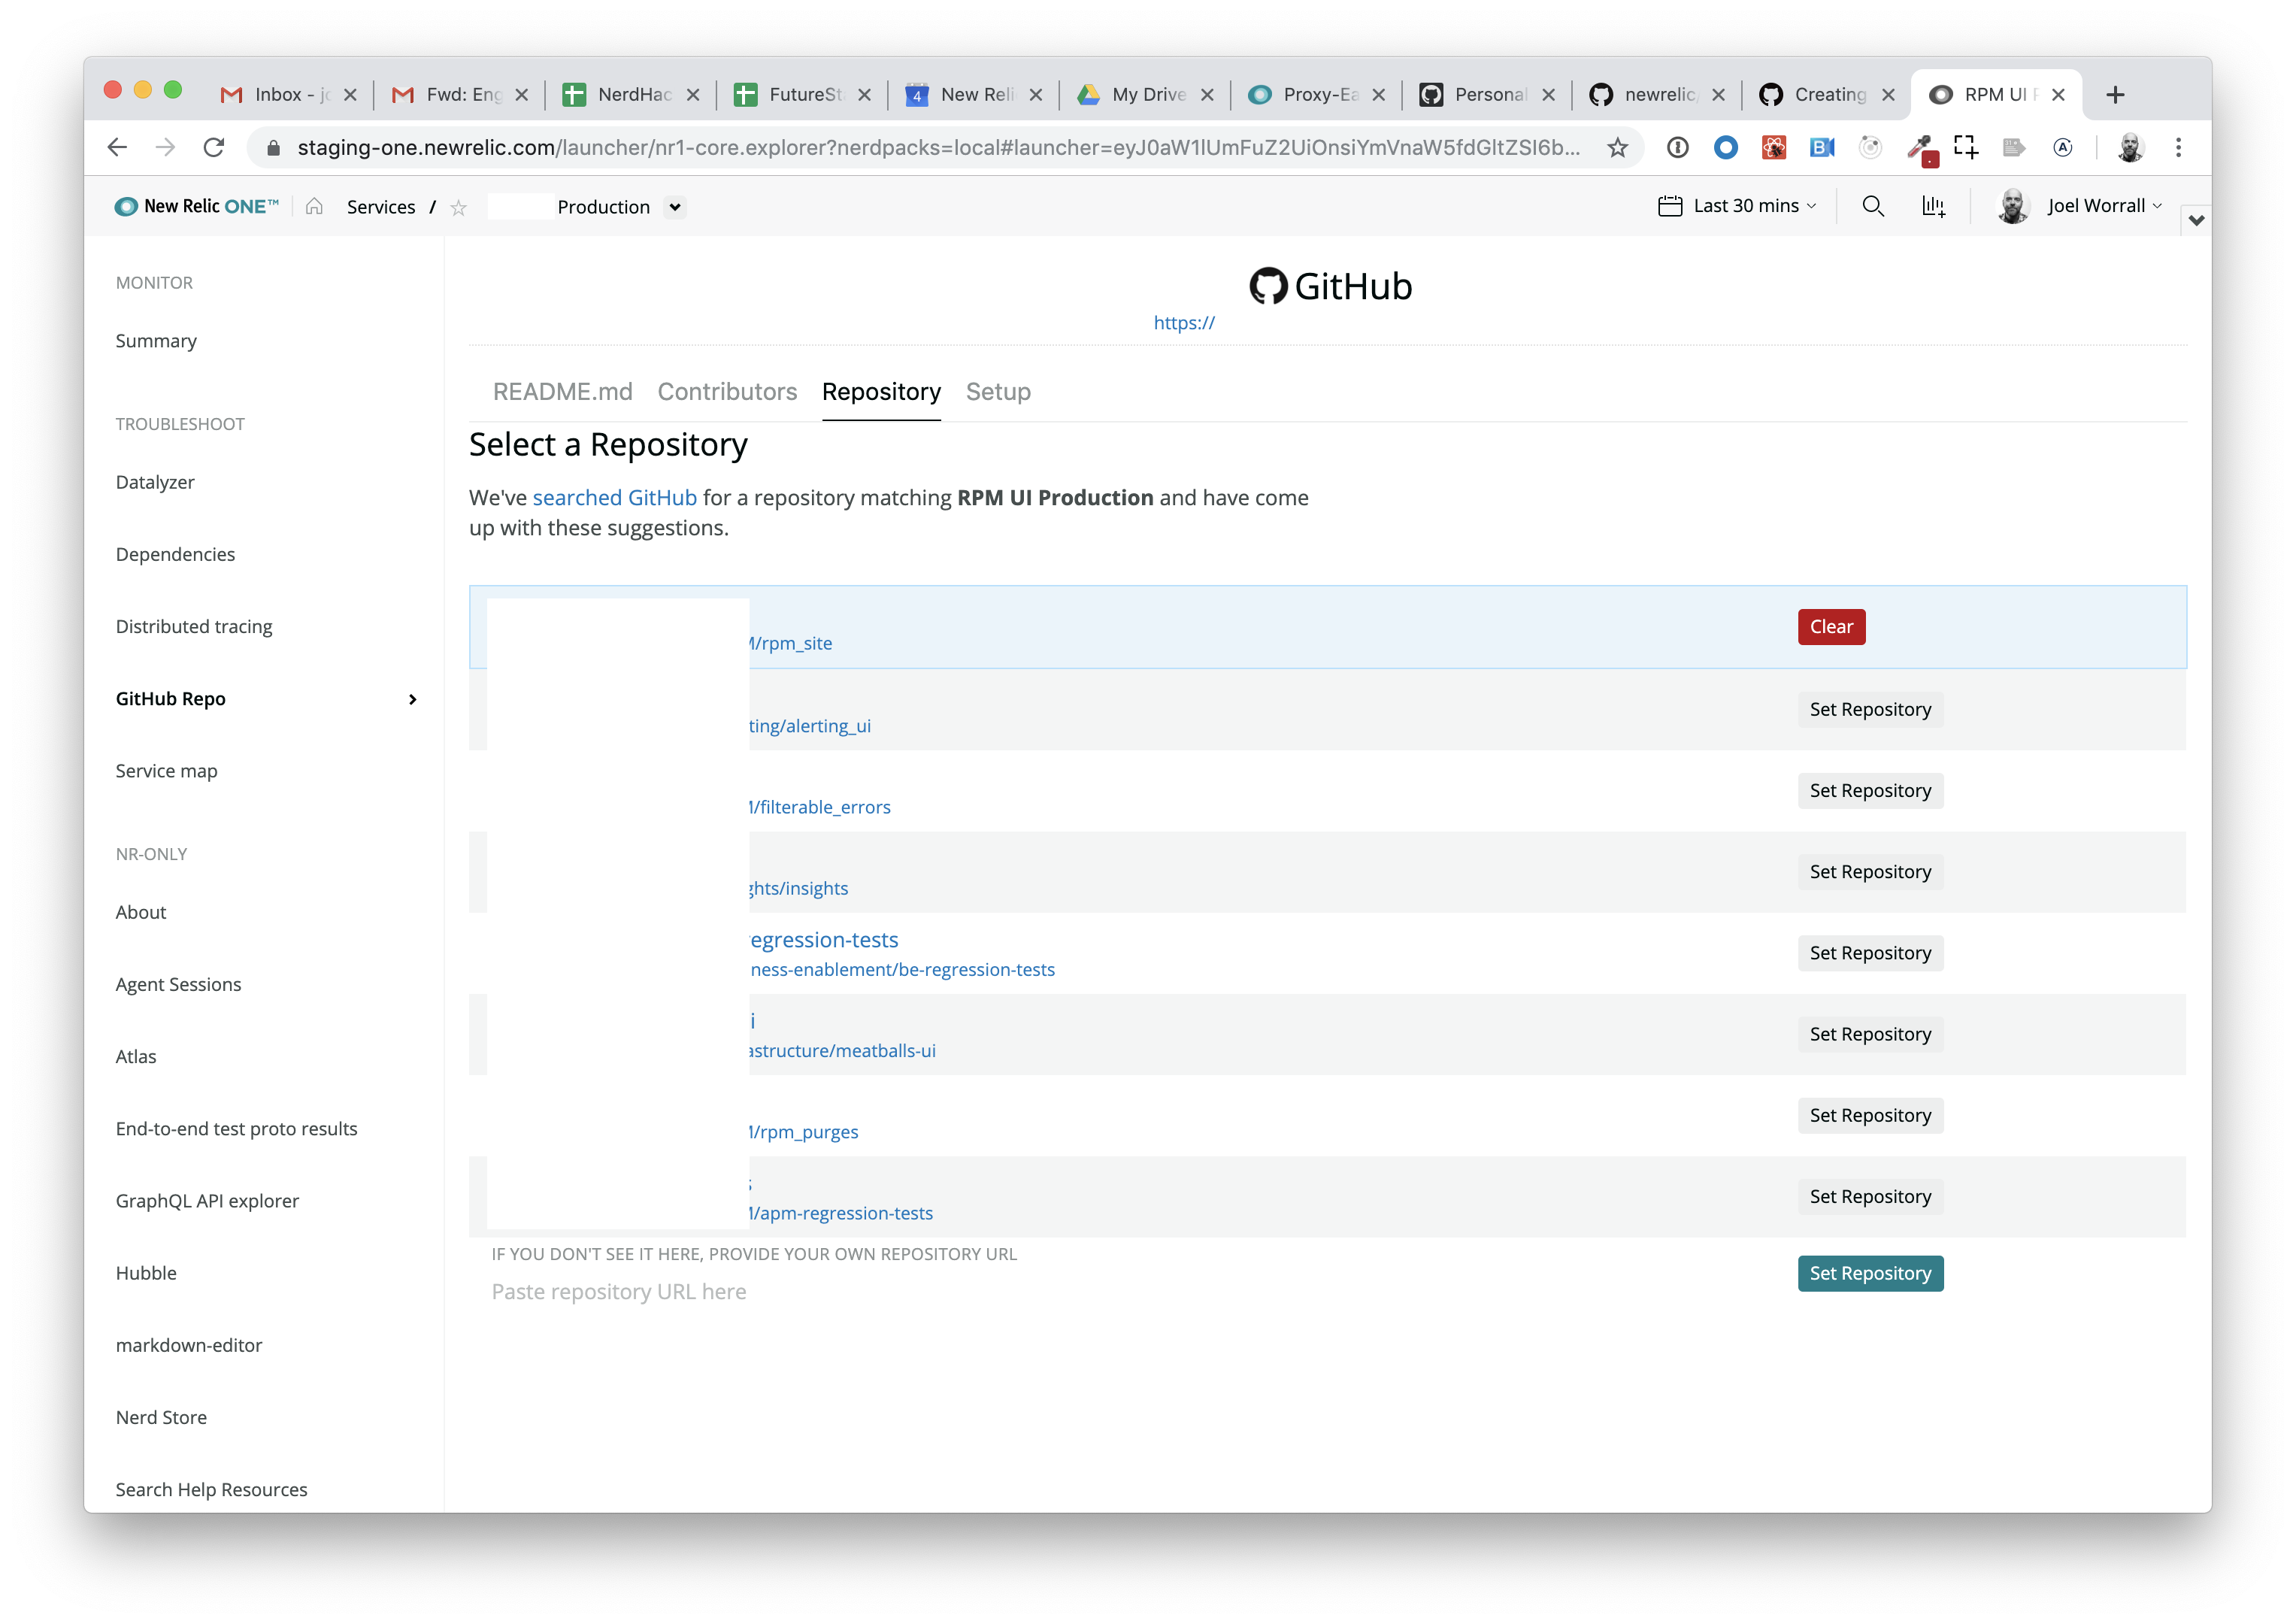 Inbox - jo
Fwd: Eng
NerdHac
FutureSt
New Reli
My Drive
Proxy-Ea
Personal
newrelic/
Creating
RPM UI P
staging-one.newrelic.com/launcher/nr1-core.explorer?nerdpacks=local#launcher=eyJ0aW1lUmFuZ2UiOnsiYmVnaW5fdGltZSI6b...
New Relic ONE™
Services / Production
Last 30 mins
Joel Worrall
MONITOR
Summary
TROUBLESHOOT
Datalyzer
Dependencies
Distributed tracing
GitHub Repo
Service map
NR-ONLY
About
Agent Sessions
Atlas
End-to-end test proto results
GraphQL API explorer
Hubble
markdown-editor
Nerd Store
Search Help Resources
GitHub
https://
README.md Contributors Repository Setup
Select a Repository
We've searched GitHub for a repository matching RPM UI Production and have come
up with these suggestions.
M/rpm_site
Clear
ting/alerting_ui
Set Repository
M/filterable_errors
Set Repository
ghts/insights
Set Repository
regression-tests
ness-enablement/be-regression-tests
Set Repository
i
astructure/meatballs-ui
Set Repository
M/rpm_purges
Set Repository
s
M/apm-regression-tests
Set Repository
IF YOU DON'T SEE IT HERE, PROVIDE YOUR OWN REPOSITORY URL
Paste repository URL here
Set Repository